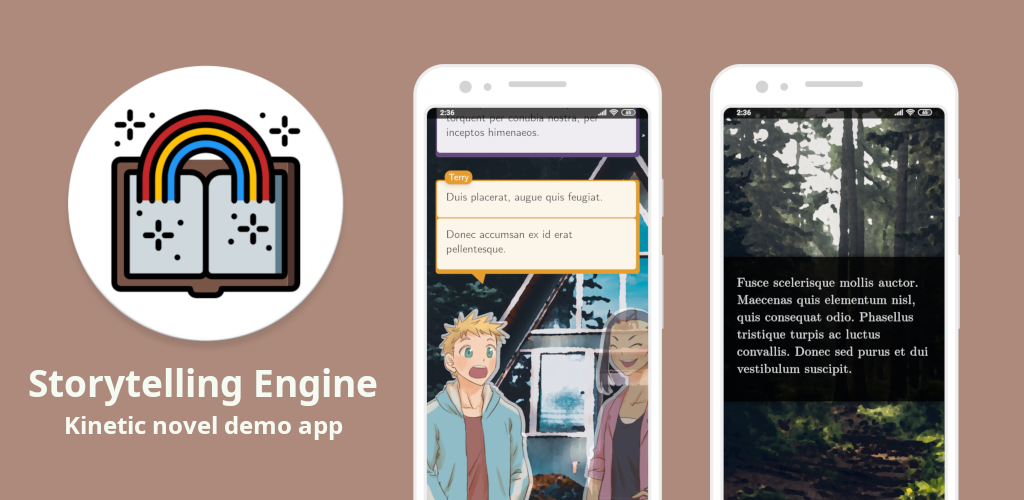 Storytelling Engine
Kinetic novel demo app
2:36
48
torquent per conubia nostra, per
inceptos himenaeos.
Terry
Duis placerat, augue quis feugiat.
Donec accumsan ex id erat
pellentesque.
2:36
Fusce scelerisque mollis auctor.
Maecenas quis elementum nisl,
quis consequat odio. Phasellus
tristique turpis ac luctus
convallis. Donec sed purus et dui
vestibulum suscipit.